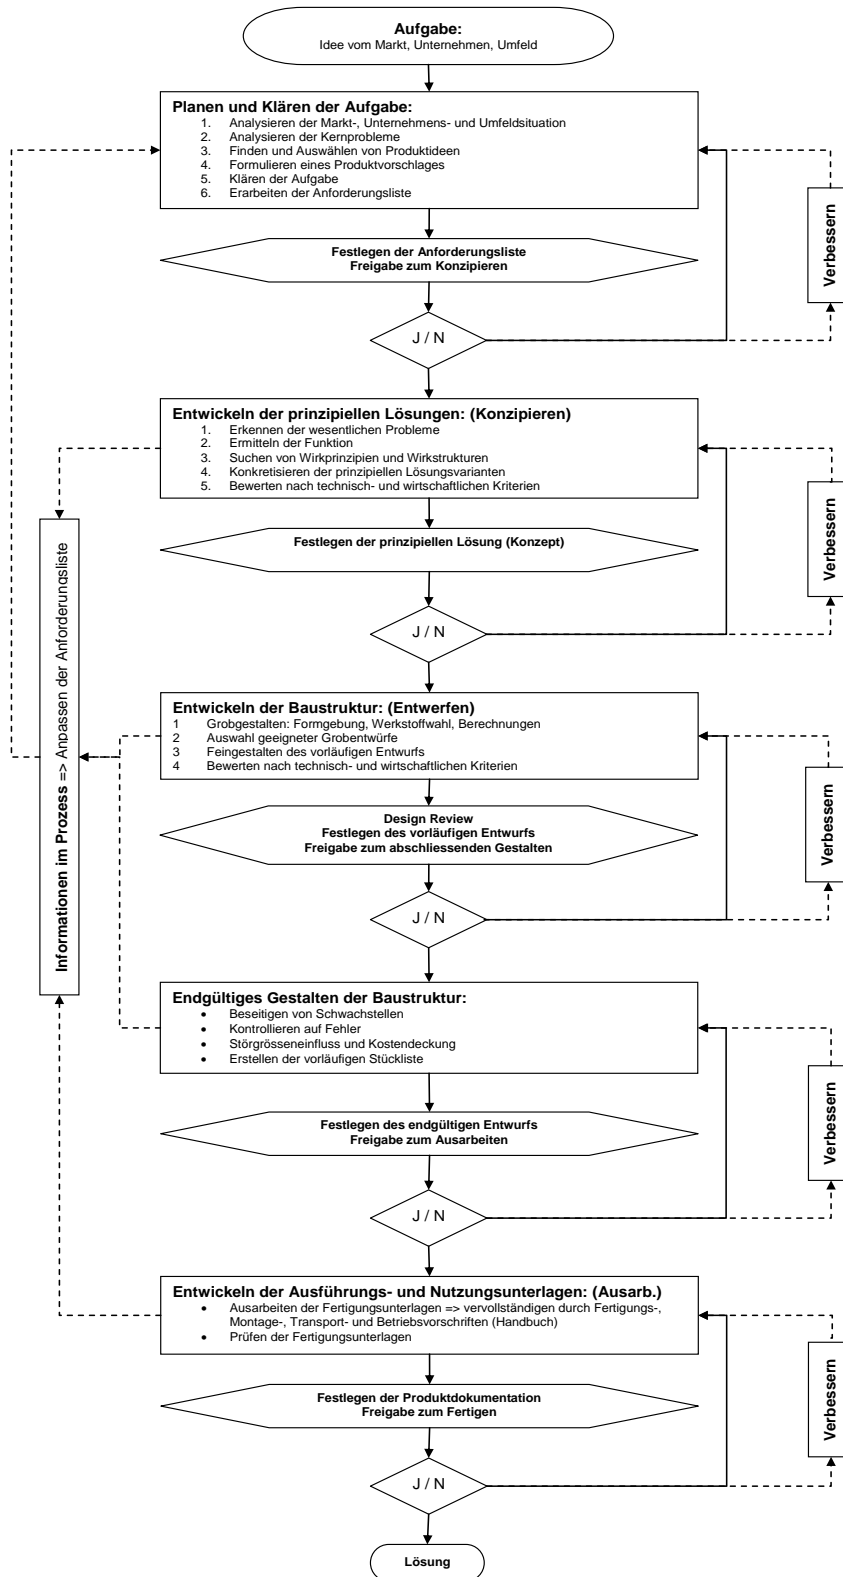 Aufgabe:
Idee vom Markt, Unternehmen, Umfeld
Planen und Klären der Aufgabe:
1. Analysieren der Markt-, Unternehmens- und Umfeldsituation
2. Analysieren der Kernprobleme
3. Finden und Auswählen von Produktideen
4. Formulieren eines Produktvorschlages
5. Klären der Aufgabe
6. Erarbeiten der Anforderungsliste
Verbessern
Festlegen der Anforderungsliste
Freigabe zum Konzipieren
J / N
Entwickeln der prinzipiellen Lösungen: (Konzipieren)
1. Erkennen der wesentlichen Probleme
2. Ermitteln der Funktion
3. Suchen von Wirkprinzipien und Wirkstrukturen
4. Konkretisieren der prinzipiellen Lösungsvarianten
5. Bewerten nach technisch- und wirtschaftlichen Kriterien
Verbessern
Festlegen der prinzipiellen Lösung (Konzept)
J / N
Informationen im Prozess => Anpassen der Anforderungsliste
Entwickeln der Baustruktur: (Entwerfen)
1 Grobgestalten: Formgebung, Werkstoffwahl, Berechnungen
2 Auswahl geeigneter Grobentwürfe
3 Feingestalten des vorläufigen Entwurfs
4 Bewerten nach technisch- und wirtschaftlichen Kriterien
Verbessern
Design Review
Festlegen des vorläufigen Entwurfs
Freigabe zum abschliessenden Gestalten
J / N
Endgültiges Gestalten der Baustruktur:
• Beseitigen von Schwachstellen
• Kontrollieren auf Fehler
• Störgrösseneinfluss und Kostendeckung
• Erstellen der vorläufigen Stückliste
Verbessern
Festlegen des endgültigen Entwurfs
Freigabe zum Ausarbeiten
J / N
Entwickeln der Ausführungs- und Nutzungsunterlagen: (Ausarb.)
• Ausarbeiten der Fertigungsunterlagen => vervollständigen durch Fertigungs-,
Montage-, Transport- und Betriebsvorschriften (Handbuch)
• Prüfen der Fertigungsunterlagen
Verbessern
Festlegen der Produktdokumentation
Freigabe zum Fertigen
J / N
Lösung